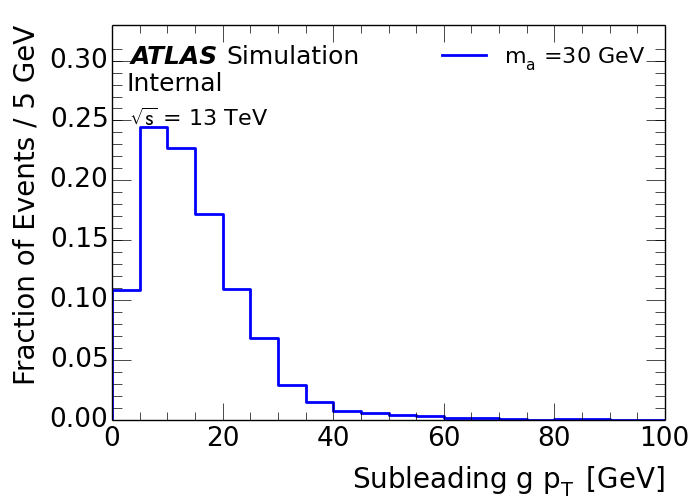 ATLAS Simulation
Internal
√s = 13 TeV
m_a =30 GeV
Fraction of Events / 5 GeV
0.30
0.25
0.20
0.15
0.10
0.05
0.00
0 20 40 60 80 100
Subleading g p_T [GeV]